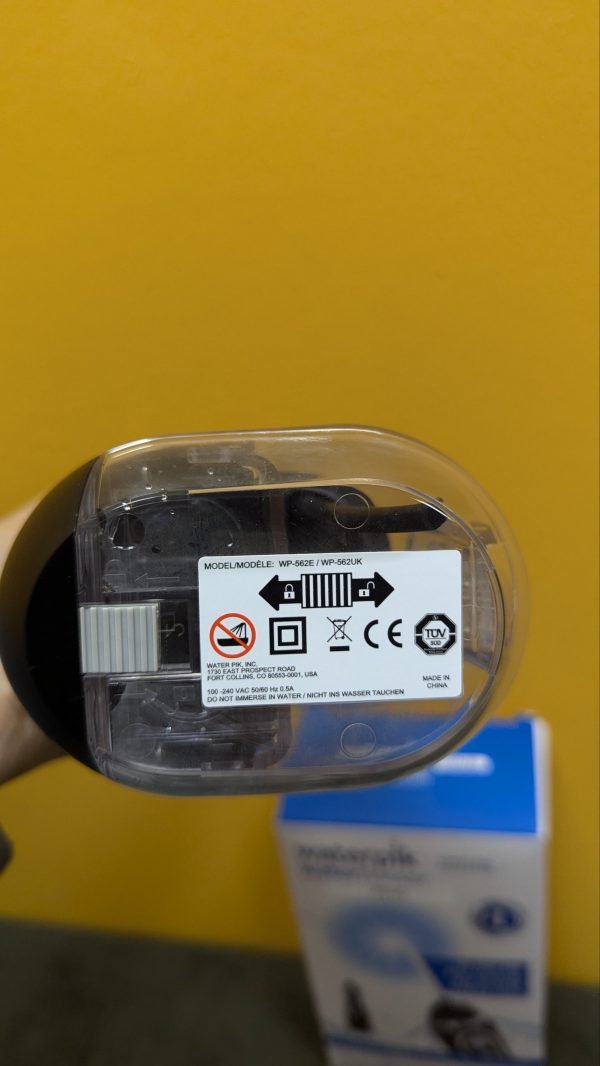 MODEL/MODÈLE: WP-562E / WP-562UK
TÜV
SÜD
WATER PIK, INC.
1730 EAST PROSPECT ROAD
FORT COLLINS, CO 80553-0001, USA
MADE IN
CHINA
100 -240 VAC 50/60 Hz 0.5A
DO NOT IMMERSE IN WATER / NICHT INS WASSER TAUCHEN
waterpik